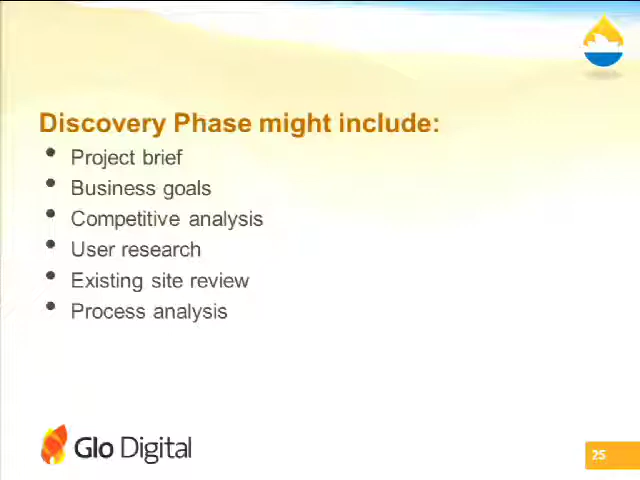 Discovery Phase might include:
• Project brief
• Business goals
• Competitive analysis
• User research
• Existing site review
• Process analysis
Glo Digital
25